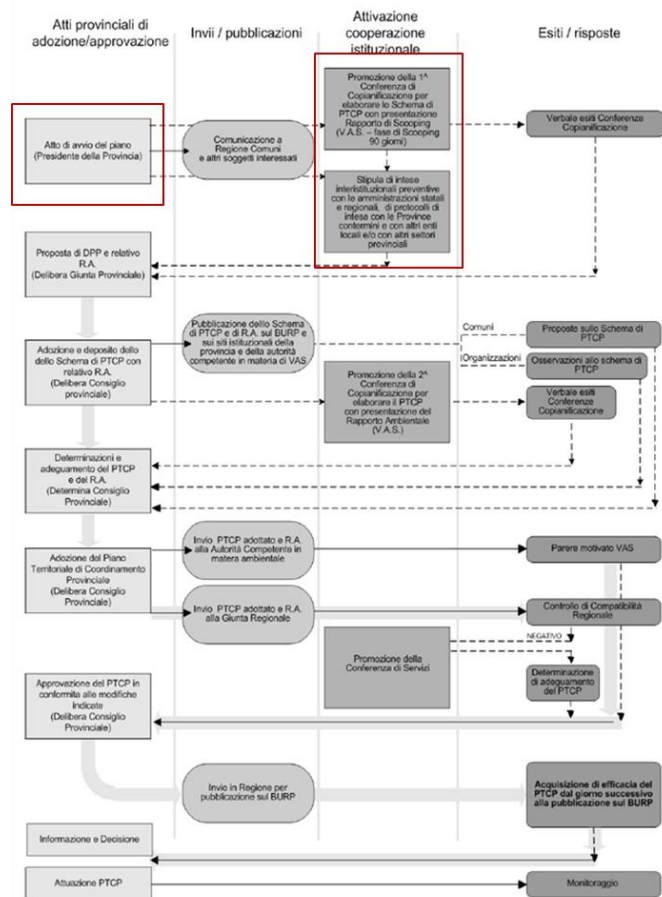 Atti provinciali di
adozione/approvazione
Invii / pubblicazioni
Attivazione
cooperazione
istituzionale
Esiti / risposte
Atto di avvio del piano
(Presidente della Provincia)
Comunicazione a
Regione Comuni
e altri soggetti interessati
Promozione della 1^
Conferenza di
Copianificazione per
elaborare lo Schema di
PTCP con presentazione
Rapporto di Scooping
(V.A.S. – fase di Scoping
90 giorni)
Verbale esiti Conferenze
Copianificazione
Stipula di intese
interistituzionali preventive
con le amministrazioni statali
e regionali, di protocolli di
intesa con le Province
contermini e con altri enti
locali e/o con altri settori
provinciali
Proposta di DPP e relativo
R.A.
(Delibera Giunta Provinciale)
Pubblicazione dello Schema
di PTCP e di R.A. sul BURP e
sui siti istituzionali della
provincia e della autorità
competente in materia di VAS
Comuni
Proposte sullo Schema di
PTCP
Organizzazioni
Osservazioni allo schema di
PTCP
Adozione e deposito dello
dello Schema di PTCP con
relativo R.A.
(Delibera Consiglio
provinciale)
Promozione della 2^
Conferenza di
Copianificazione per
elaborare il PTCP
con presentazione del
Rapporto Ambientale
(V.A.S.)
Verbale esiti
Conferenze
Copianificazione
Determinazioni e
adeguamento del PTCP
e del R.A.
(Determina Consiglio
Provinciale)
Adozione del Piano
Territoriale di Coordinamento
Provinciale
(Delibera Consiglio
Provinciale)
Invio PTCP adottato e R.A.
alla Autorità Competente in
matera ambientale
Parere motivato VAS
Invio PTCP adottato e R.A.
alla Giunta Regionale
Controllo di Compatibilità
Regionale
NEGATIVO
Promozione della
Conferenza di Servizi
Determinazione
di adeguamento
del PTCP
Approvazione del PTCP in
conformita alle modifiche
indicate
(Delibera Consiglio
Provinciale)
Invio in Regione per
pubblicazione sul BURP
Acquisizione di efficacia del
PTCP dal giorno successivo
alla pubblicazione sul BURP
Informazione e Decisione
Attuazione PTCP
Monitoraggio